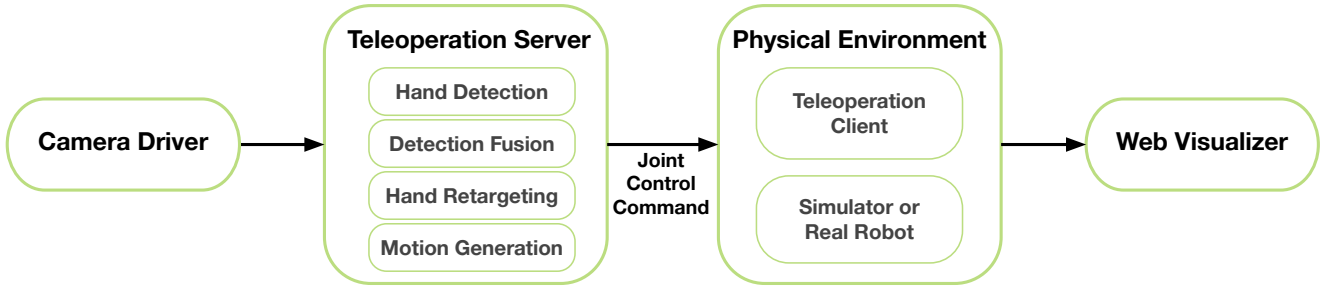 Camera Driver
Teleoperation Server
Hand Detection
Detection Fusion
Hand Retargeting
Motion Generation
Joint
Control
Command
Physical Environment
Teleoperation
Client
Simulator or
Real Robot
Web Visualizer